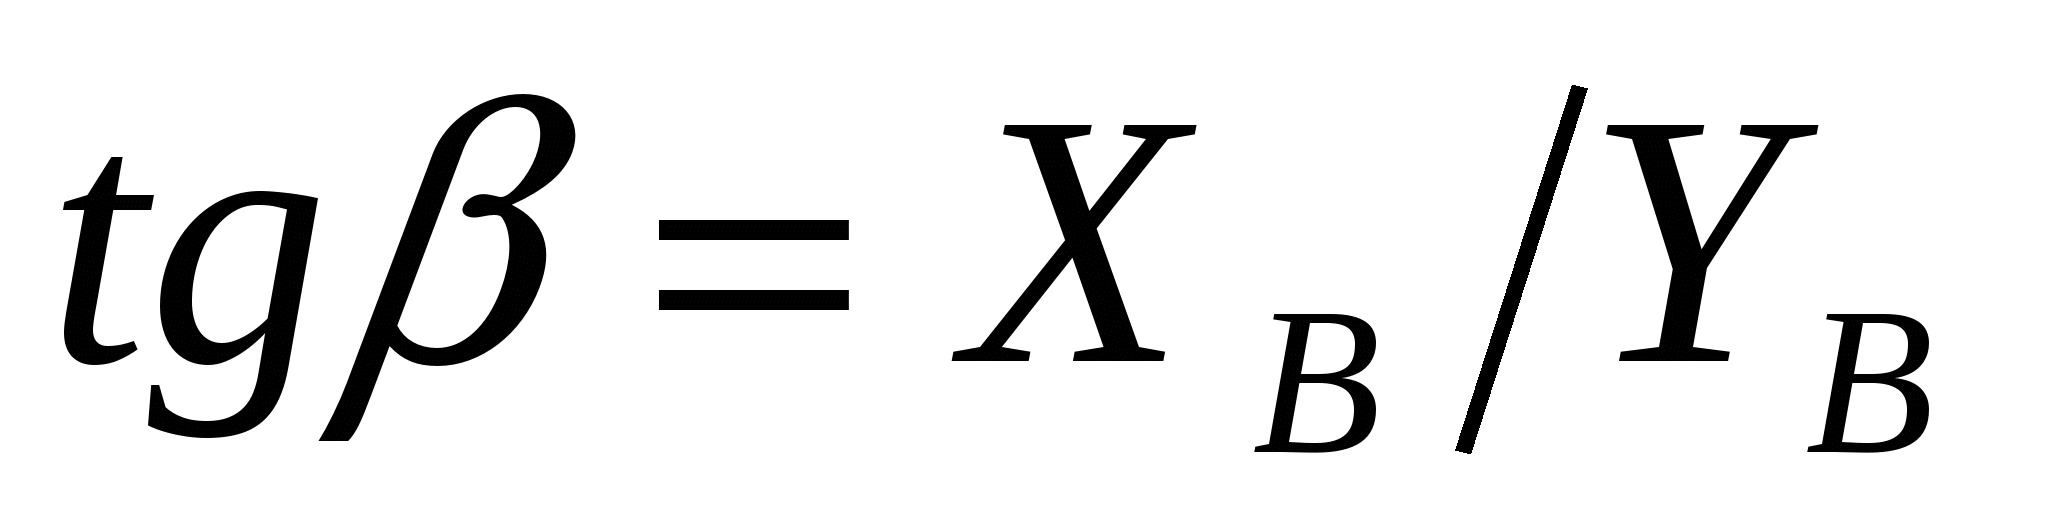 tgβ = X_B / Y_B